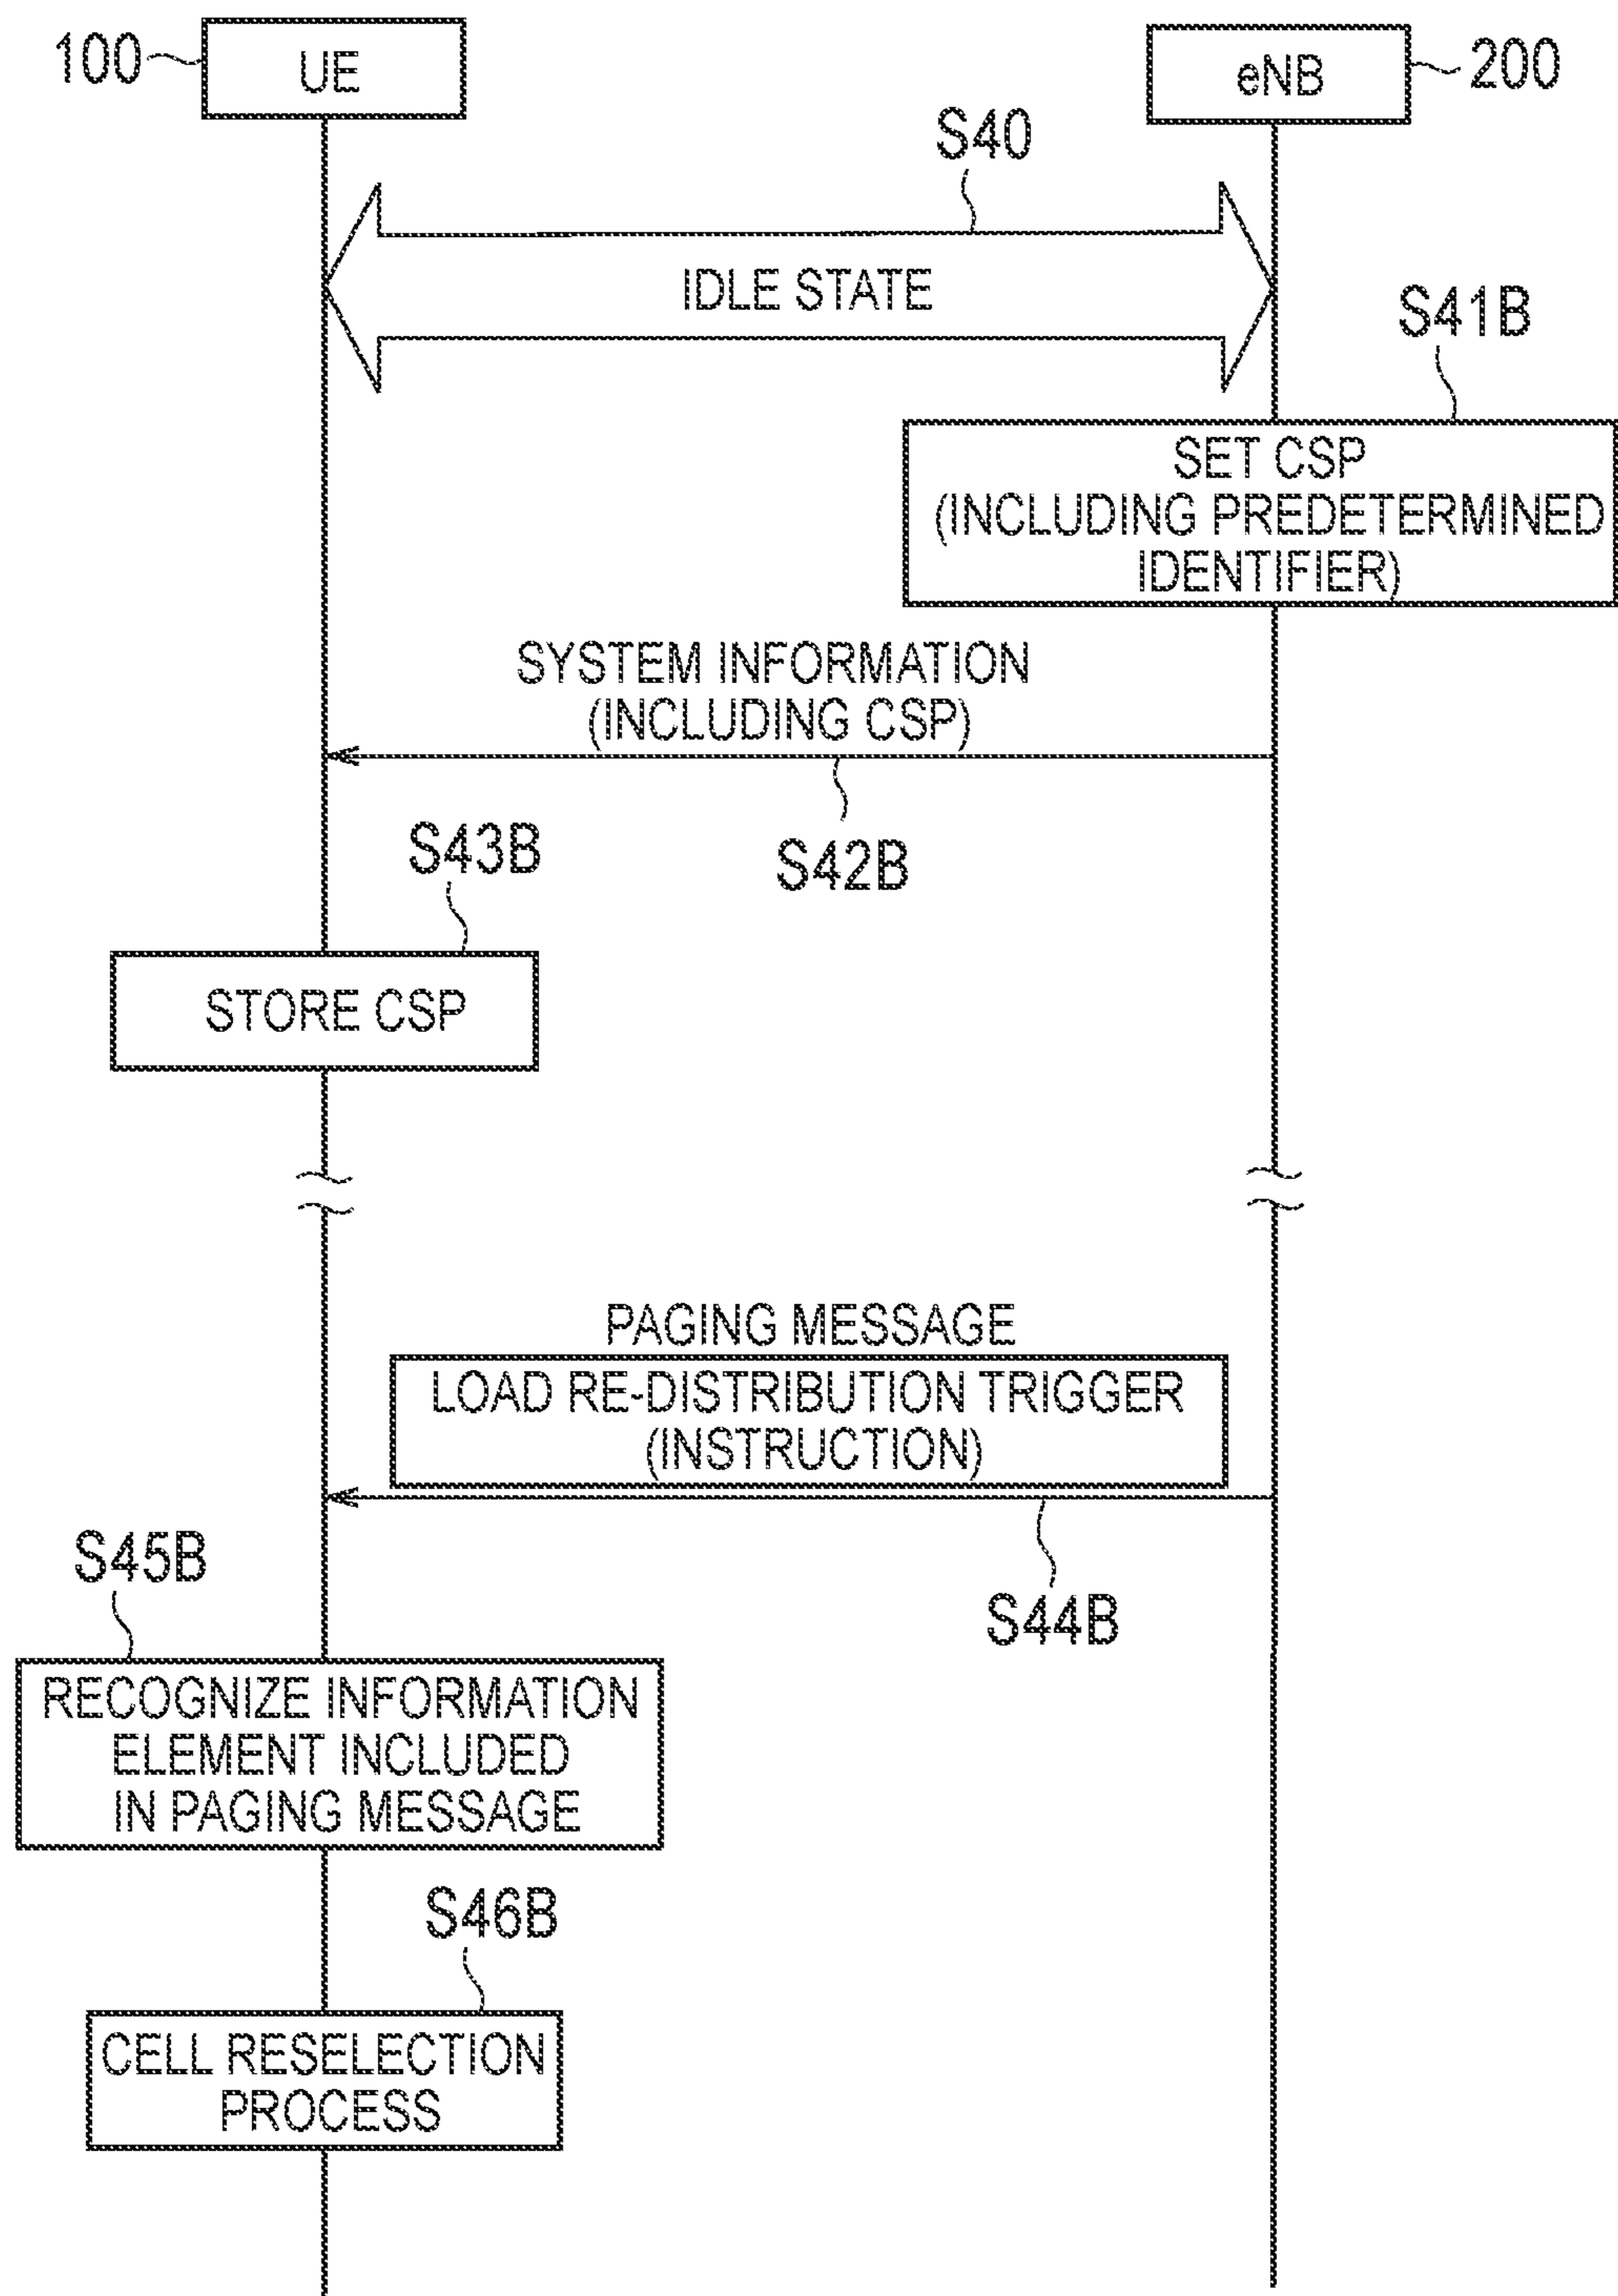 100
UE
eNB
200
S40
IDLE STATE
S41B
SET CSP
(INCLUDING PREDETERMINED
IDENTIFIER)
SYSTEM INFORMATION
(INCLUDING CSP)
S42B
S43B
STORE CSP
PAGING MESSAGE
LOAD RE-DISTRIBUTION TRIGGER
(INSTRUCTION)
S44B
S45B
RECOGNIZE INFORMATION
ELEMENT INCLUDED
IN PAGING MESSAGE
S46B
CELL RESELECTION
PROCESS